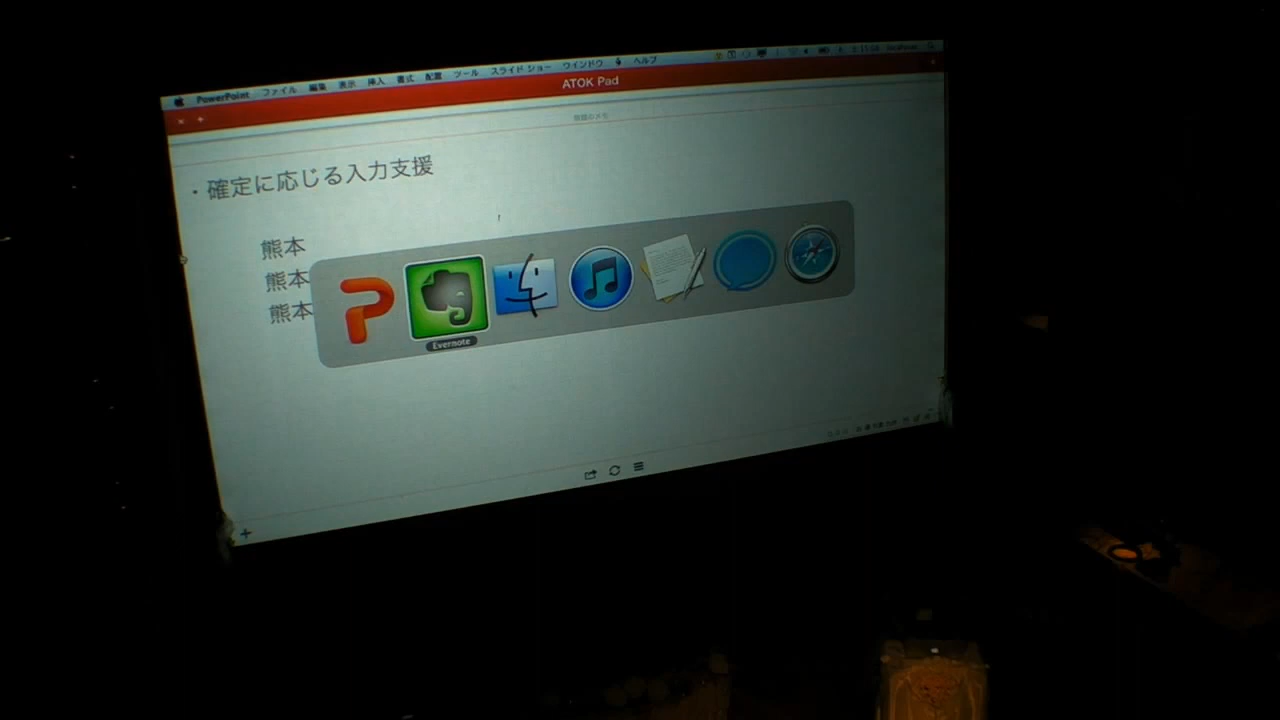 PowerPoint ファイル 編集 表示 挿入 書式 配置 ツール スライド ショー ウインドウ ヘルプ
ATOK Pad
・確定に応じる入力支援
熊本
熊本
熊本
Evernote